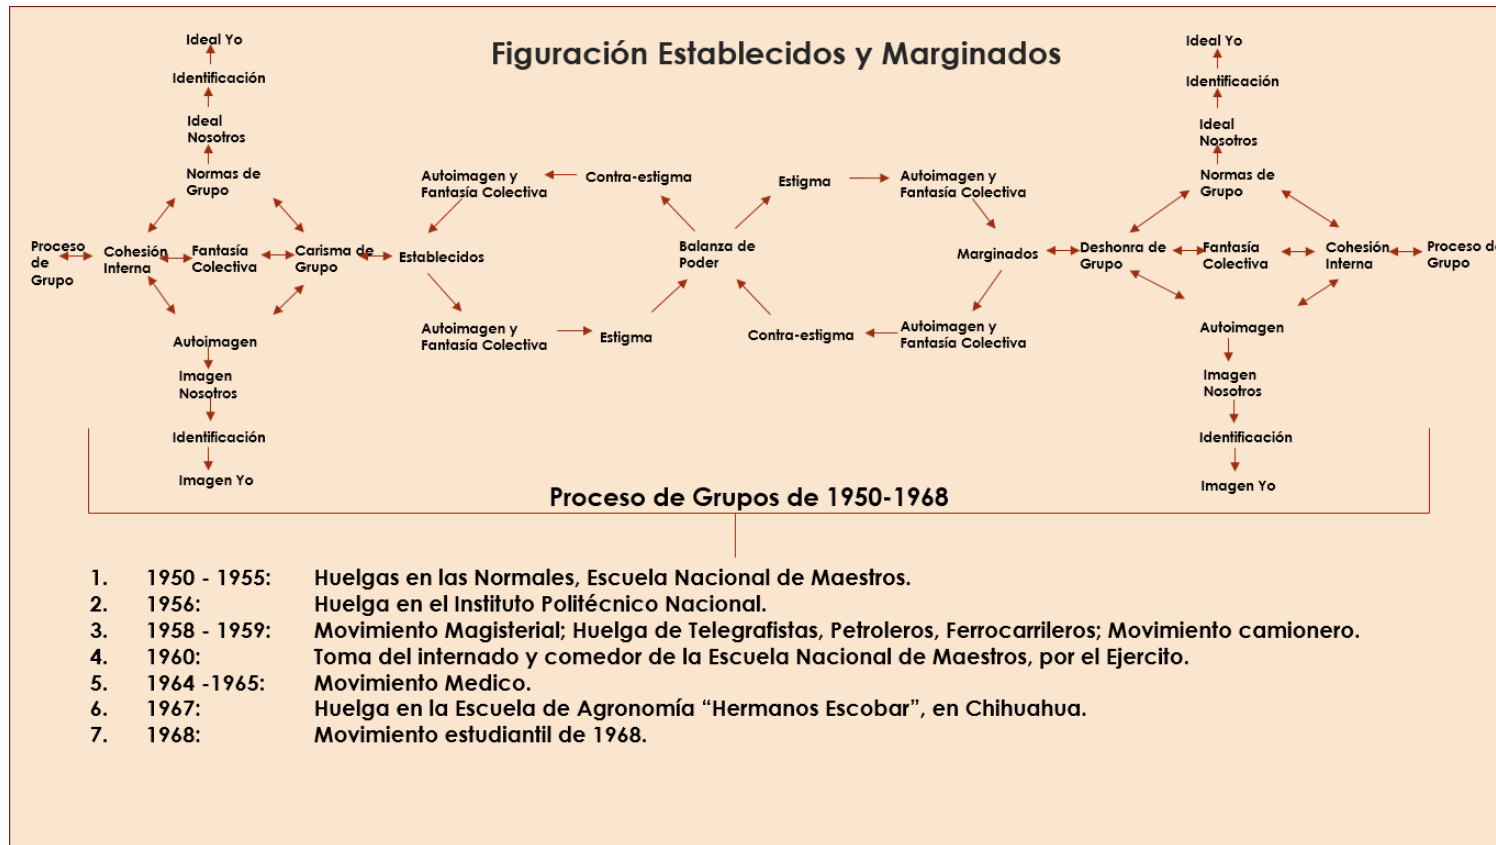 Figuración Establecidos y Marginados
Ideal Yo
Identificación
Ideal
Nosotros
Normas de
Grupo
Proceso
de
Grupo
Cohesión
Interna
Fantasía
Colectiva
Carisma de
Grupo
Establecidos
Autoimagen
Imagen
Nosotros
Identificación
Imagen Yo
Autoimagen y
Fantasía Colectiva
Contra-estigma
Estigma
Autoimagen y
Fantasía Colectiva
Balanza de
Poder
Autoimagen y
Fantasía Colectiva
Estigma
Contra-estigma
Autoimagen y
Fantasía Colectiva
Ideal Yo
Identificación
Ideal
Nosotros
Normas de
Grupo
Marginados
Deshonra de
Grupo
Fantasía
Colectiva
Cohesión
Interna
Proceso de
Grupo
Autoimagen
Imagen
Nosotros
Identificación
Imagen Yo
Proceso de Grupos de 1950-1968
1. 1950 - 1955: Huelgas en las Normales, Escuela Nacional de Maestros.
2. 1956: Huelga en el Instituto Politécnico Nacional.
3. 1958 - 1959: Movimiento Magisterial; Huelga de Telegrafistas, Petroleros, Ferrocarrileros; Movimiento camionero.
4. 1960: Toma del internado y comedor de la Escuela Nacional de Maestros, por el Ejercito.
5. 1964 -1965: Movimiento Medico.
6. 1967: Huelga en la Escuela de Agronomía “Hermanos Escobar”, en Chihuahua.
7. 1968: Movimiento estudiantil de 1968.